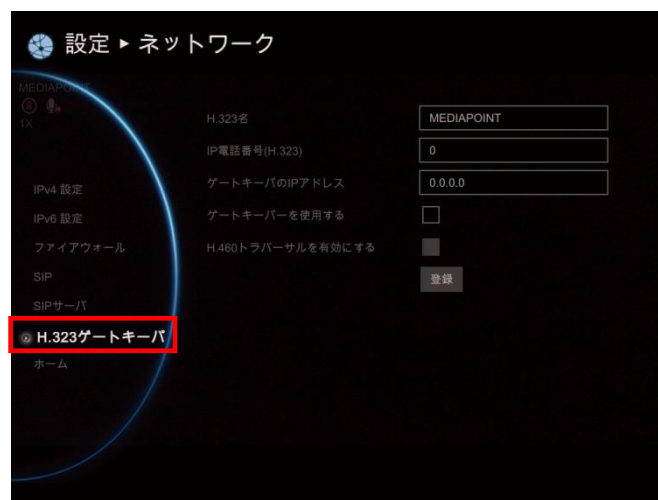 設定 ▸ ネットワーク
MEDIAPOINT
1X
H.323名
MEDIAPOINT
IP電話番号(H.323)
0
ゲートキーパのIPアドレス
0.0.0.0
ゲートキーパーを使用する
H.460トラバーサルを有効にする
登録
IPv4 設定
IPv6 設定
ファイアウォール
SIP
SIPサーバ
H.323ゲートキーパ
ホーム